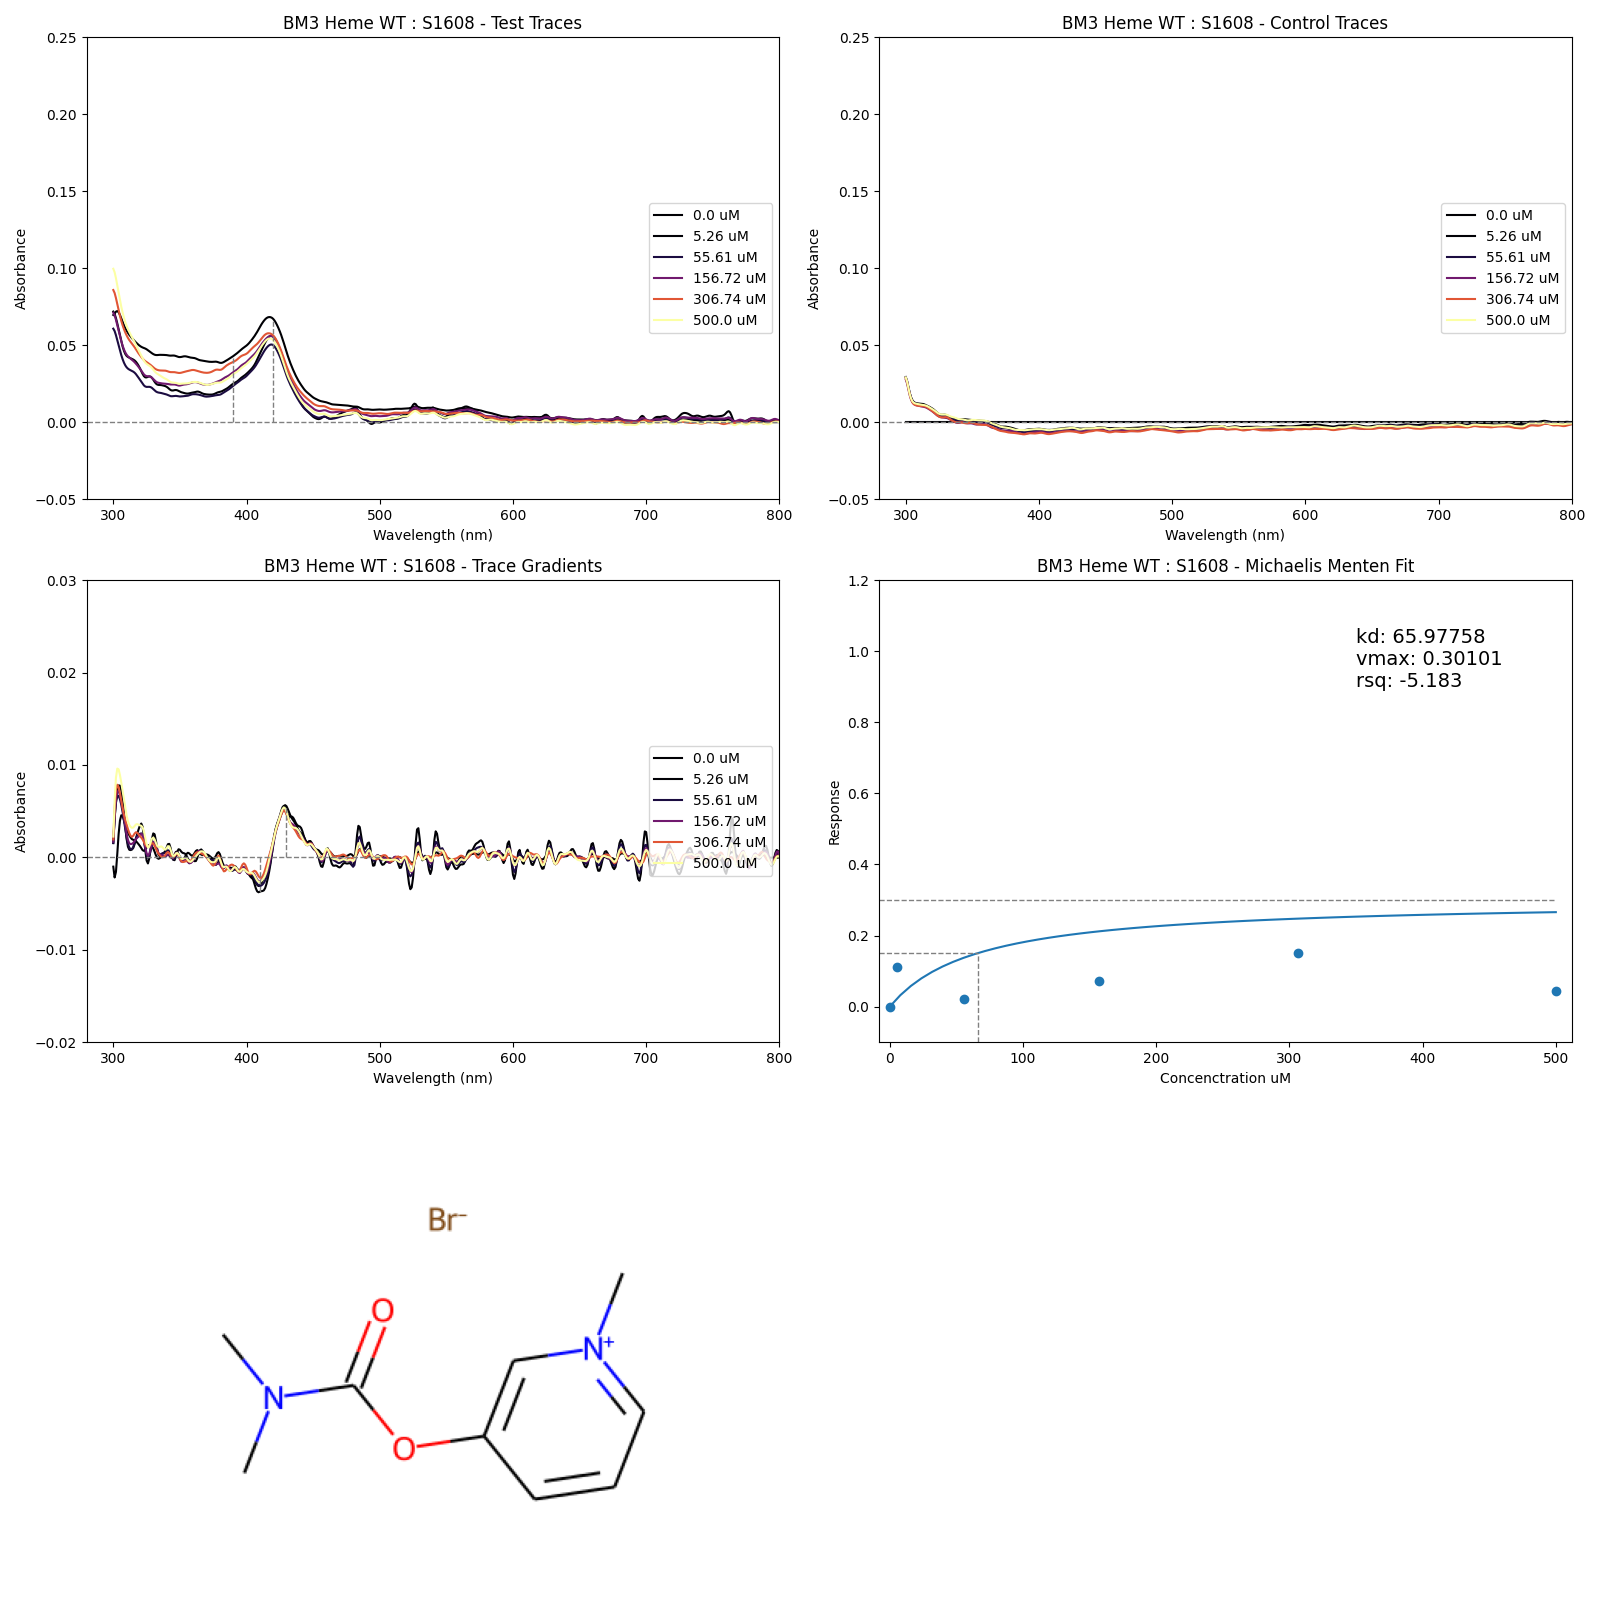 BM3 Heme WT : S1608 - Test Traces
0.25
0.20
0.15
0.10
0.05
0.00
−0.05
Absorbance
300 400 500 600 700 800
Wavelength (nm)
0.0 uM
5.26 uM
55.61 uM
156.72 uM
306.74 uM
500.0 uM
BM3 Heme WT : S1608 - Control Traces
0.25
0.20
0.15
0.10
0.05
0.00
−0.05
Absorbance
300 400 500 600 700 800
Wavelength (nm)
0.0 uM
5.26 uM
55.61 uM
156.72 uM
306.74 uM
500.0 uM
BM3 Heme WT : S1608 - Trace Gradients
0.03
0.02
0.01
0.00
−0.01
−0.02
Absorbance
300 400 500 600 700 800
Wavelength (nm)
0.0 uM
5.26 uM
55.61 uM
156.72 uM
306.74 uM
500.0 uM
BM3 Heme WT : S1608 - Michaelis Menten Fit
1.2
1.0
0.8
0.6
0.4
0.2
0.0
Response
0 100 200 300 400 500
Concenctration uM
kd: 65.97758
vmax: 0.30101
rsq: -5.183
Br−
O
N+
N
O